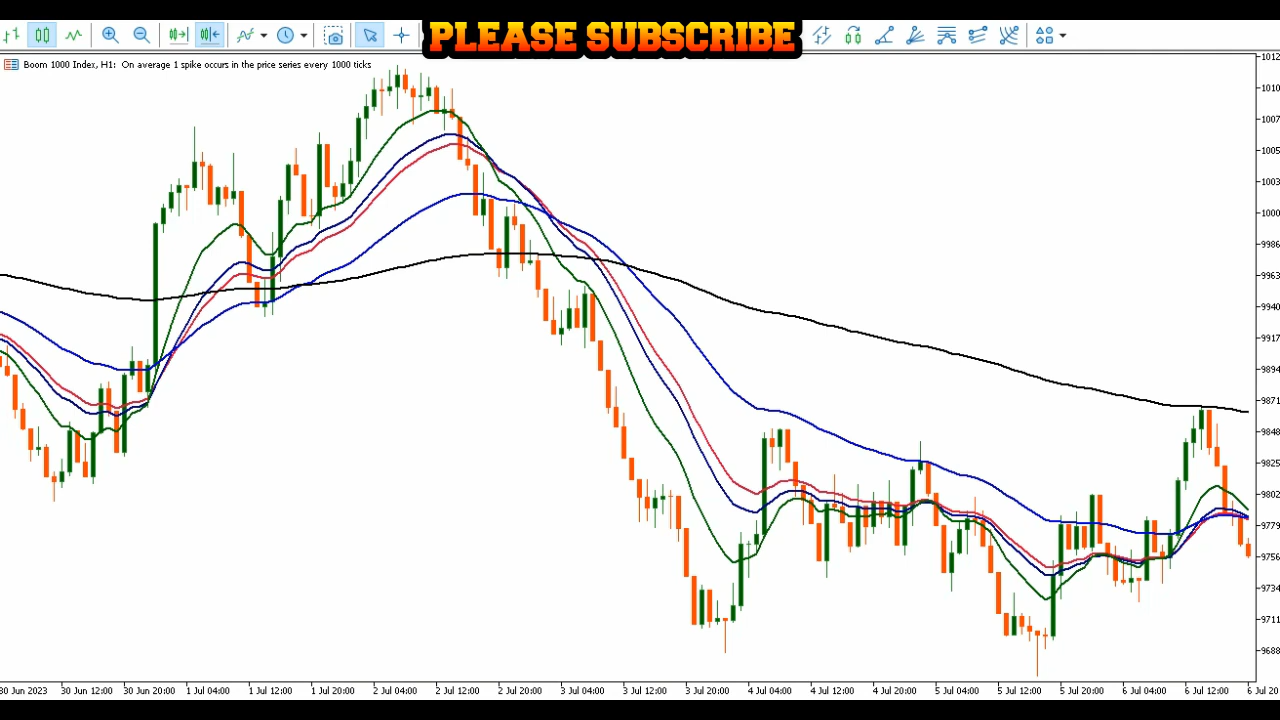 PLEASE SUBSCRIBE
Boom 1000 Index, H1: On average 1 spike occurs in the price series every 1000 ticks
1012
1010
1007
1005
1003
1000
9986
9963
9940
9917
9894
9871
9848
9825
9802
9779
9756
9734
9711
9688
30 Jun 2023
30 Jun 12:00
30 Jun 20:00
1 Jul 04:00
1 Jul 12:00
1 Jul 20:00
2 Jul 04:00
2 Jul 12:00
2 Jul 20:00
3 Jul 04:00
3 Jul 12:00
3 Jul 20:00
4 Jul 04:00
4 Jul 12:00
4 Jul 20:00
5 Jul 04:00
5 Jul 12:00
5 Jul 20:00
6 Jul 04:00
6 Jul 12:00
6 Jul 20